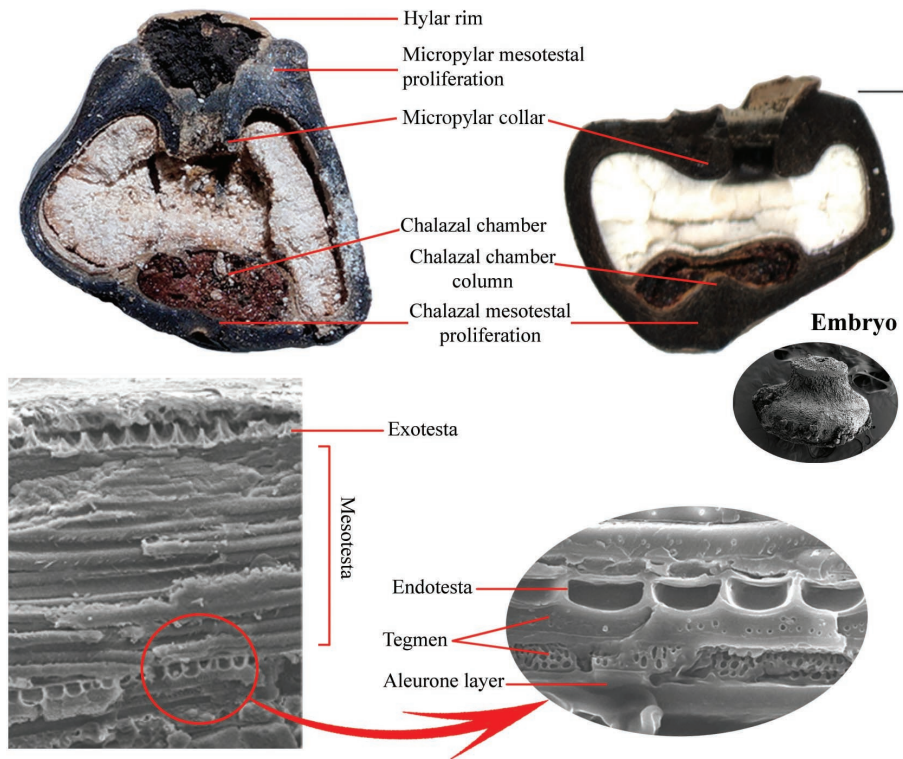 Hylar rim
Micropylar mesotestal
proliferation
Micropylar collar
Chalazal chamber
Chalazal chamber
column
Chalazal mesotestal
proliferation
Embryo
Exotesta
Mesotesta
Endotesta
Tegmen
Aleurone layer